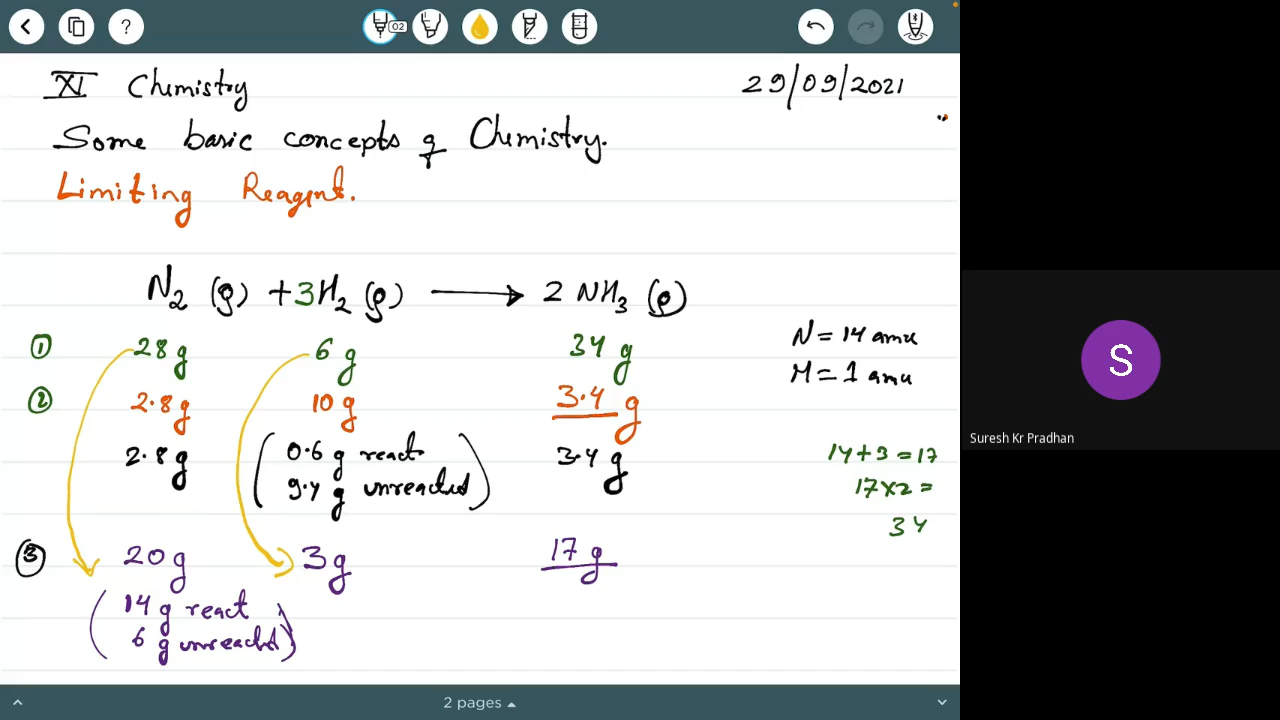 02
XI Chemistry
29/09/2021
Some basic concepts of Chemistry.
Limiting Reagent.
N₂ (g) + 3H₂ (g) ⟶ 2 NH₃ (g)
N = 14 amu
H = 1 amu
① 28 g 6 g 34 g
② 2.8 g 10 g 3.4 g
2.8 g (0.6 g react 3.4 g
9.4 g unreacted)
14+3 = 17
17×2 =
34
③ 20 g 3 g 17 g
(14 g react
6 g unreacted)
S
Suresh Kr Pradhan
2 pages